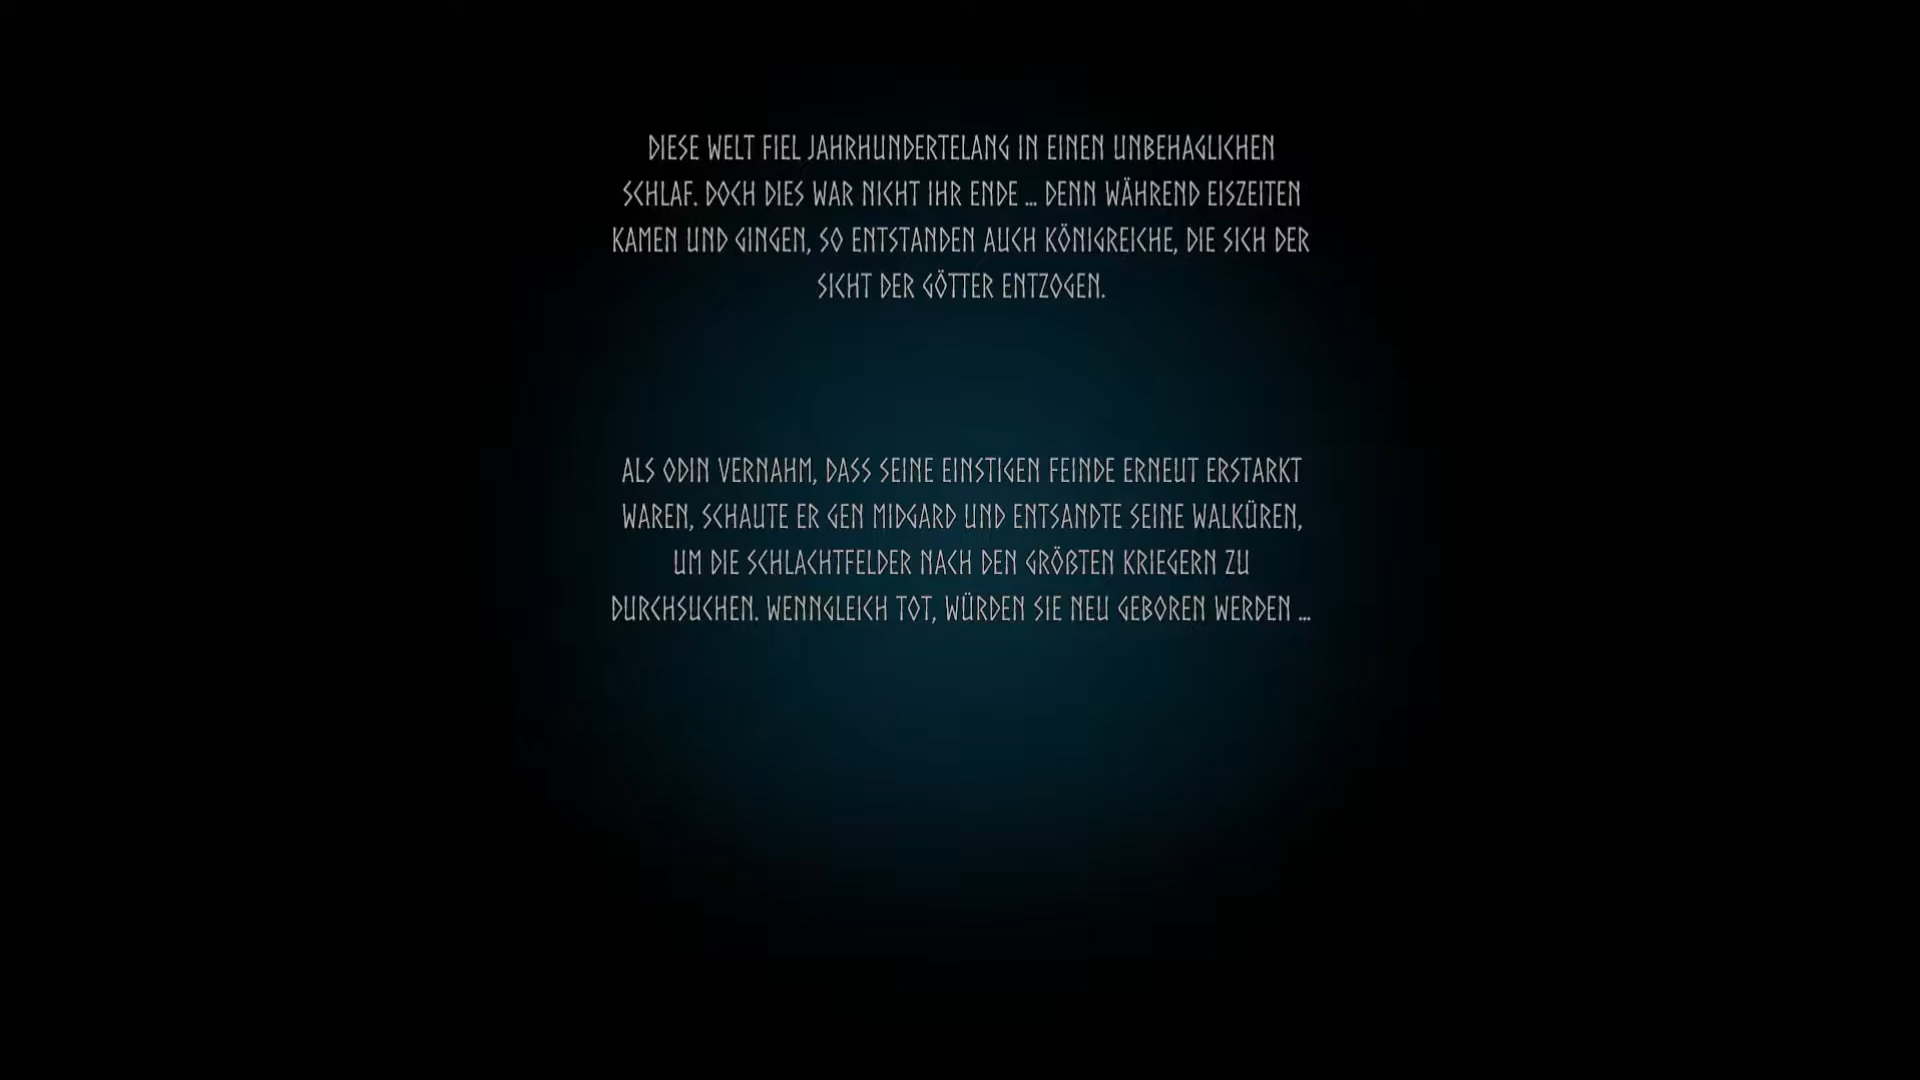 DIESE WELT FIEL JAHRHUNDERTELANG IN EINEN UNBEHAGLICHEN
SCHLAF. DOCH DIES WAR NICHT IHR ENDE ... DENN WÄHREND EISZEITEN
KAMEN UND GINGEN, SO ENTSTANDEN AUCH KÖNIGREICHE, DIE SICH DER
SICHT DER GÖTTER ENTZOGEN.
ALS ODIN VERNAHM, DASS SEINE EINSTIGEN FEINDE ERNEUT ERSTARKT
WAREN, SCHAUTE ER GEN MIDGARD UND ENTSANDTE SEINE WALKÜREN,
UM DIE SCHLACHTFELDER NACH DEN GRÖßTEN KRIEGERN ZU
DURCHSUCHEN. WENNGLEICH TOT, WÜRDEN SIE NEU GEBOREN WERDEN ...